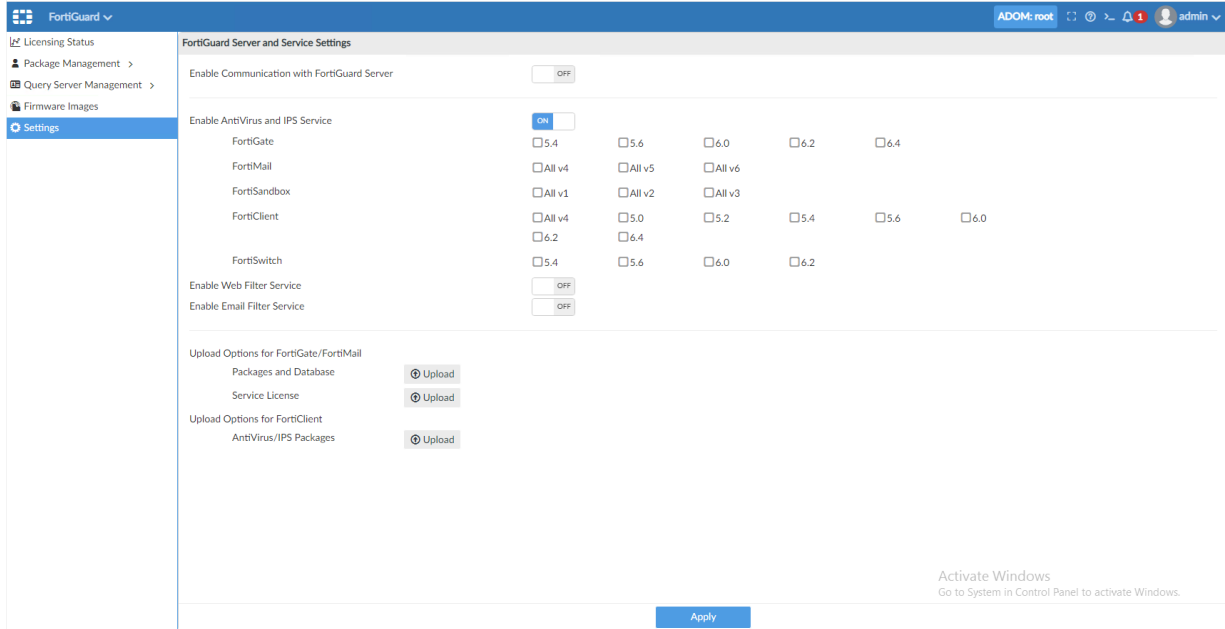 FortiGuard
ADOM: root
1
admin
Licensing Status
Package Management
Query Server Management
Firmware Images
Settings
FortiGuard Server and Service Settings
Enable Communication with FortiGuard Server OFF
Enable AntiVirus and IPS Service ON
FortiGate 5.4 5.6 6.0 6.2 6.4
FortiMail All v4 All v5 All v6
FortiSandbox All v1 All v2 All v3
FortiClient All v4 5.0 5.2 5.4 5.6 6.0
6.2 6.4
FortiSwitch 5.4 5.6 6.0 6.2
Enable Web Filter Service OFF
Enable Email Filter Service OFF
Upload Options for FortiGate/FortiMail
Packages and Database Upload
Service License Upload
Upload Options for FortiClient
AntiVirus/IPS Packages Upload
Activate Windows
Go to System in Control Panel to activate Windows.
Apply